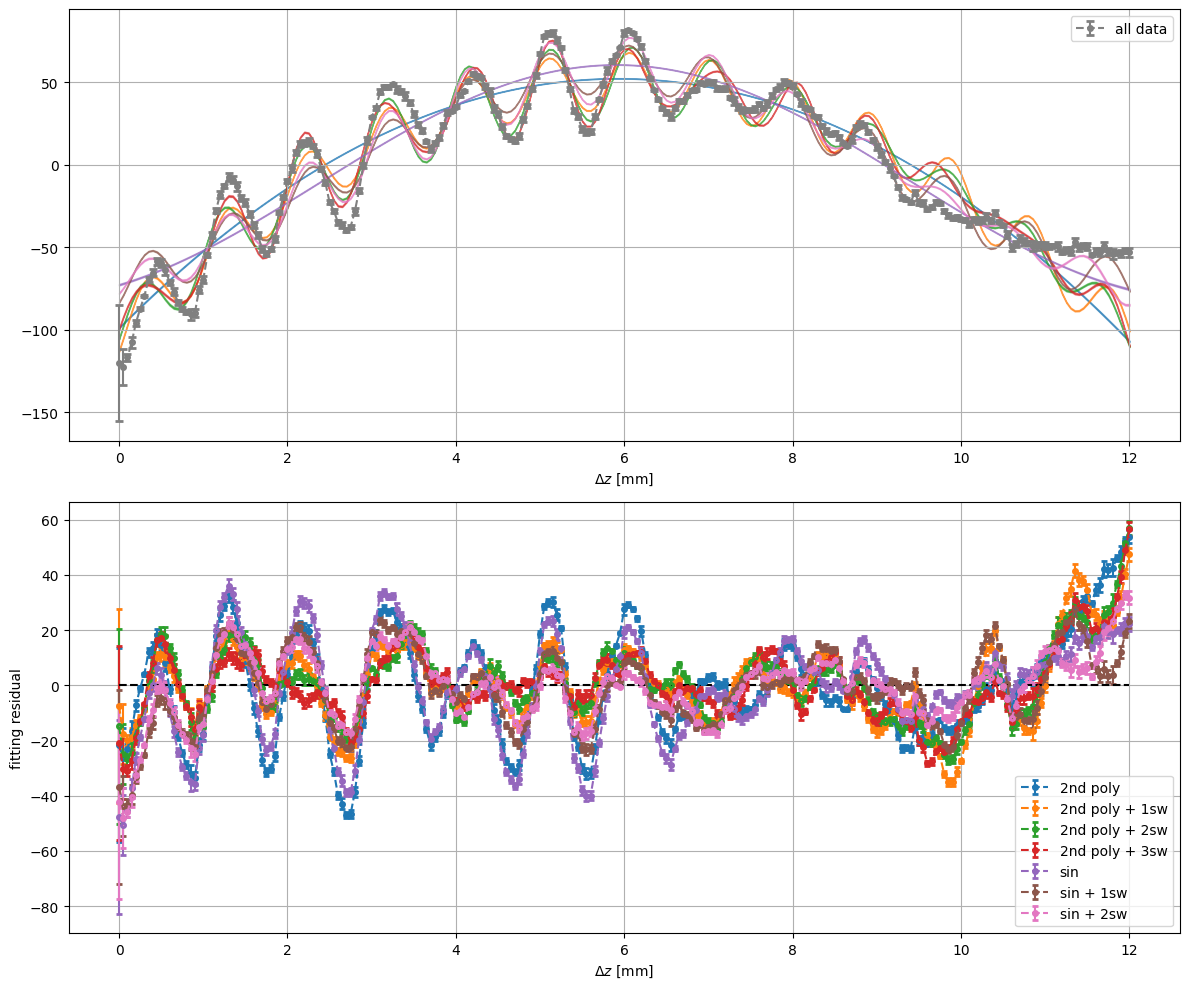 all data
50
0
−50
−100
−150
0 2 4 6 8 10 12
Δz [mm]
fitting residual
60
40
20
0
−20
−40
−60
−80
2nd poly
2nd poly + 1sw
2nd poly + 2sw
2nd poly + 3sw
sin
sin + 1sw
sin + 2sw
0 2 4 6 8 10 12
Δz [mm]